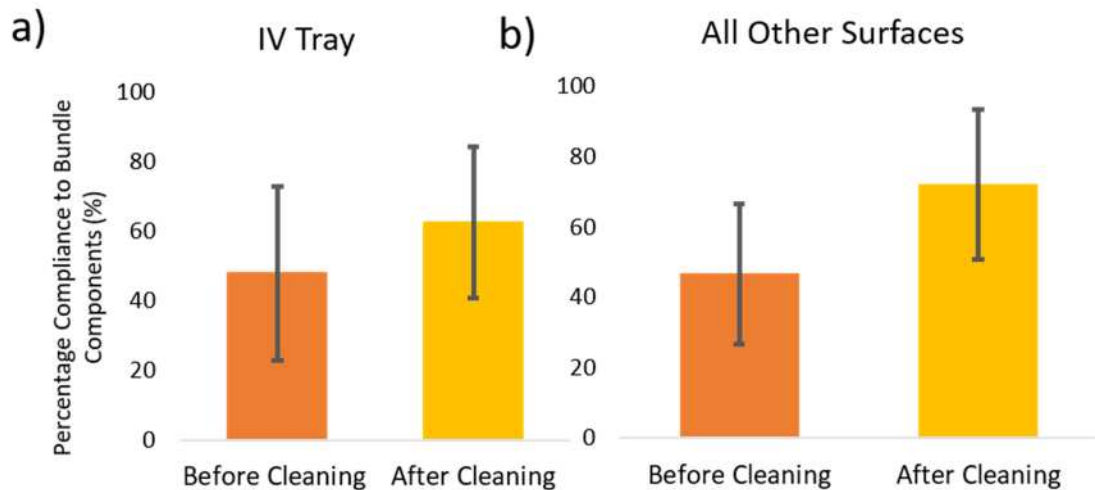 a)
IV Tray
Percentage Compliance to Bundle
Components (%)
100
80
60
40
20
0
Before Cleaning
After Cleaning
b)
All Other Surfaces
100
80
60
40
20
0
Before Cleaning
After Cleaning